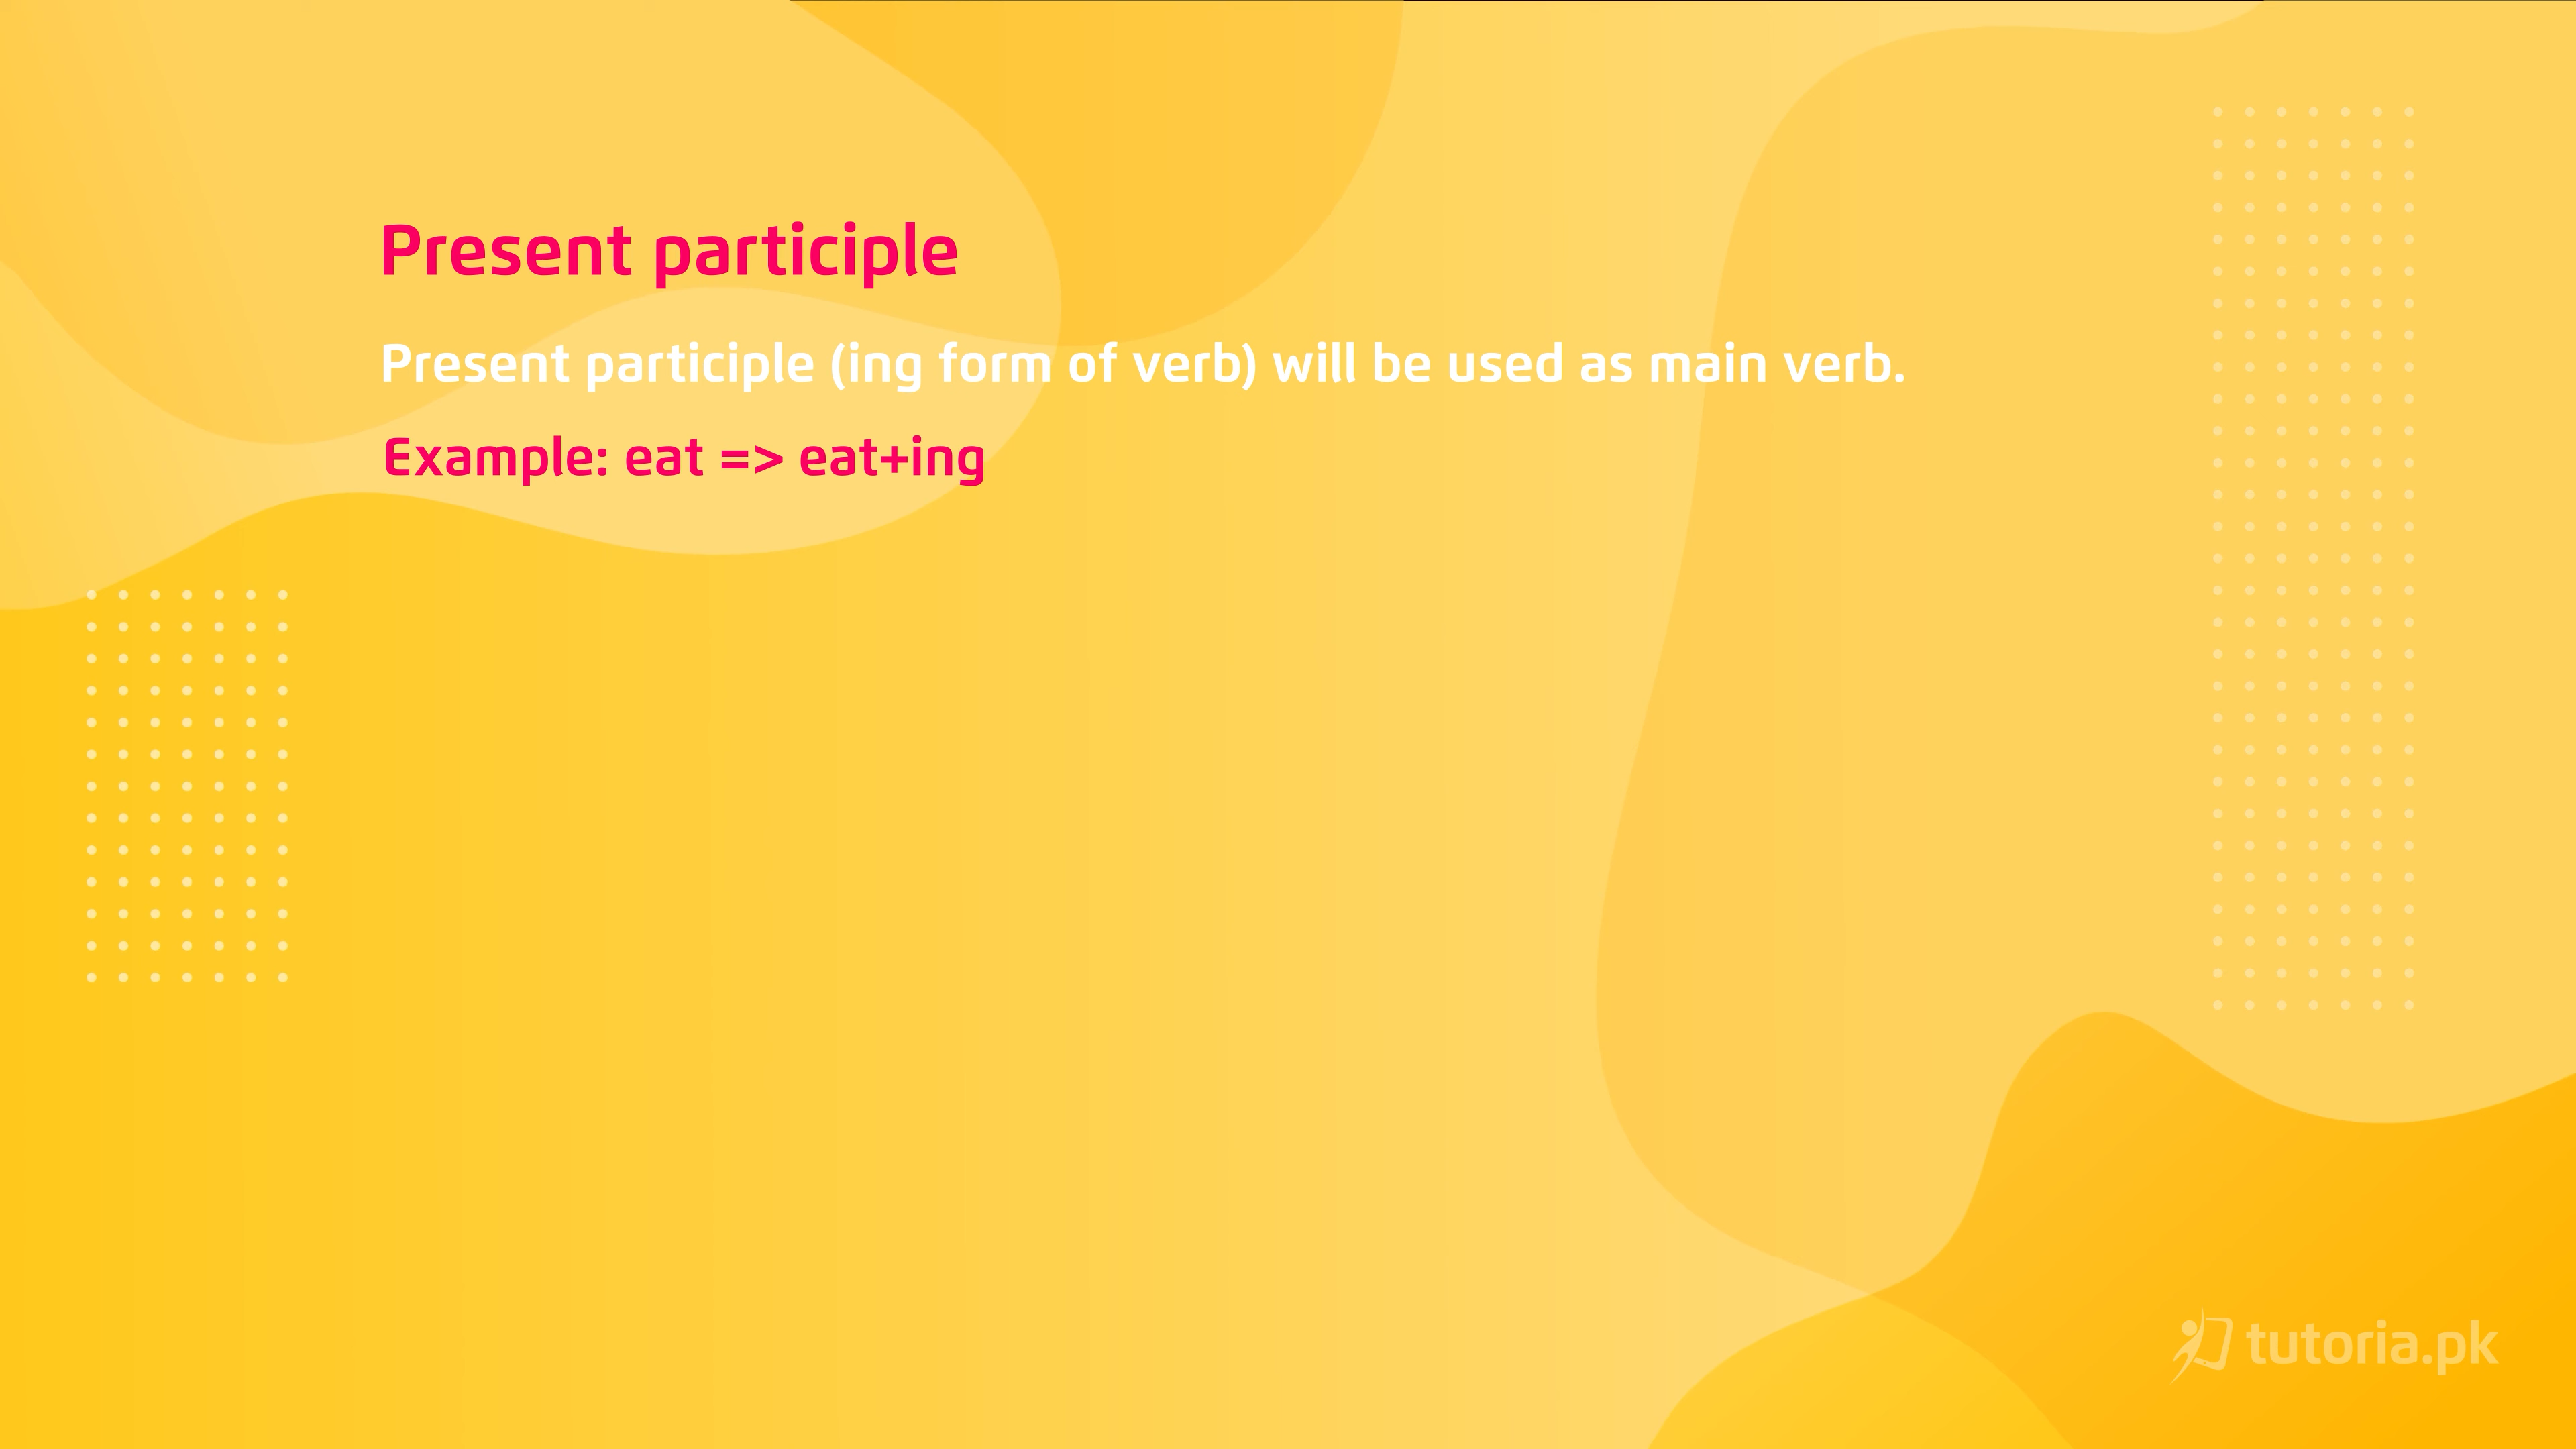 Present participle
Present participle (ing form of verb) will be used as main verb.
Example: eat => eat+ing
tutoria.pk